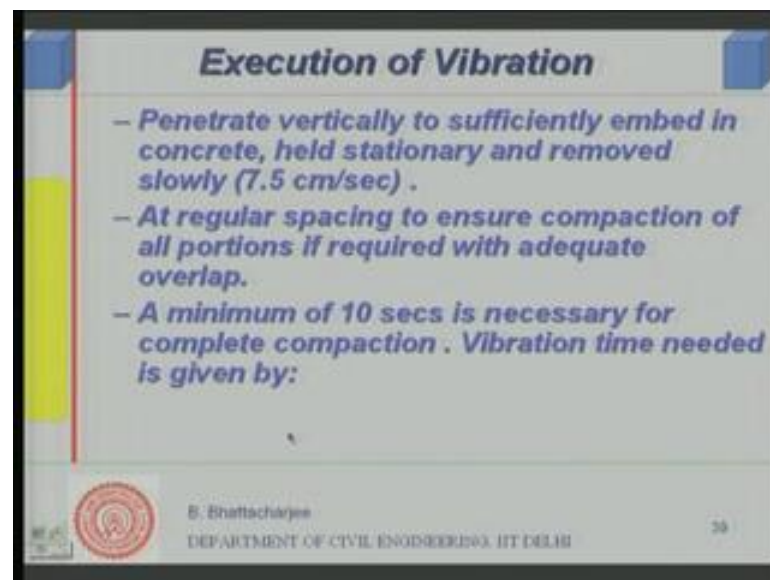 Execution of Vibration
– Penetrate vertically to sufficiently embed in
concrete, held stationary and removed
slowly (7.5 cm/sec) .
– At regular spacing to ensure compaction of
all portions if required with adequate
overlap.
– A minimum of 10 secs is necessary for
complete compaction . Vibration time needed
is given by:
B. Bhattacharjee
DEPARTMENT OF CIVIL ENGINEERING, IIT DELHI
39